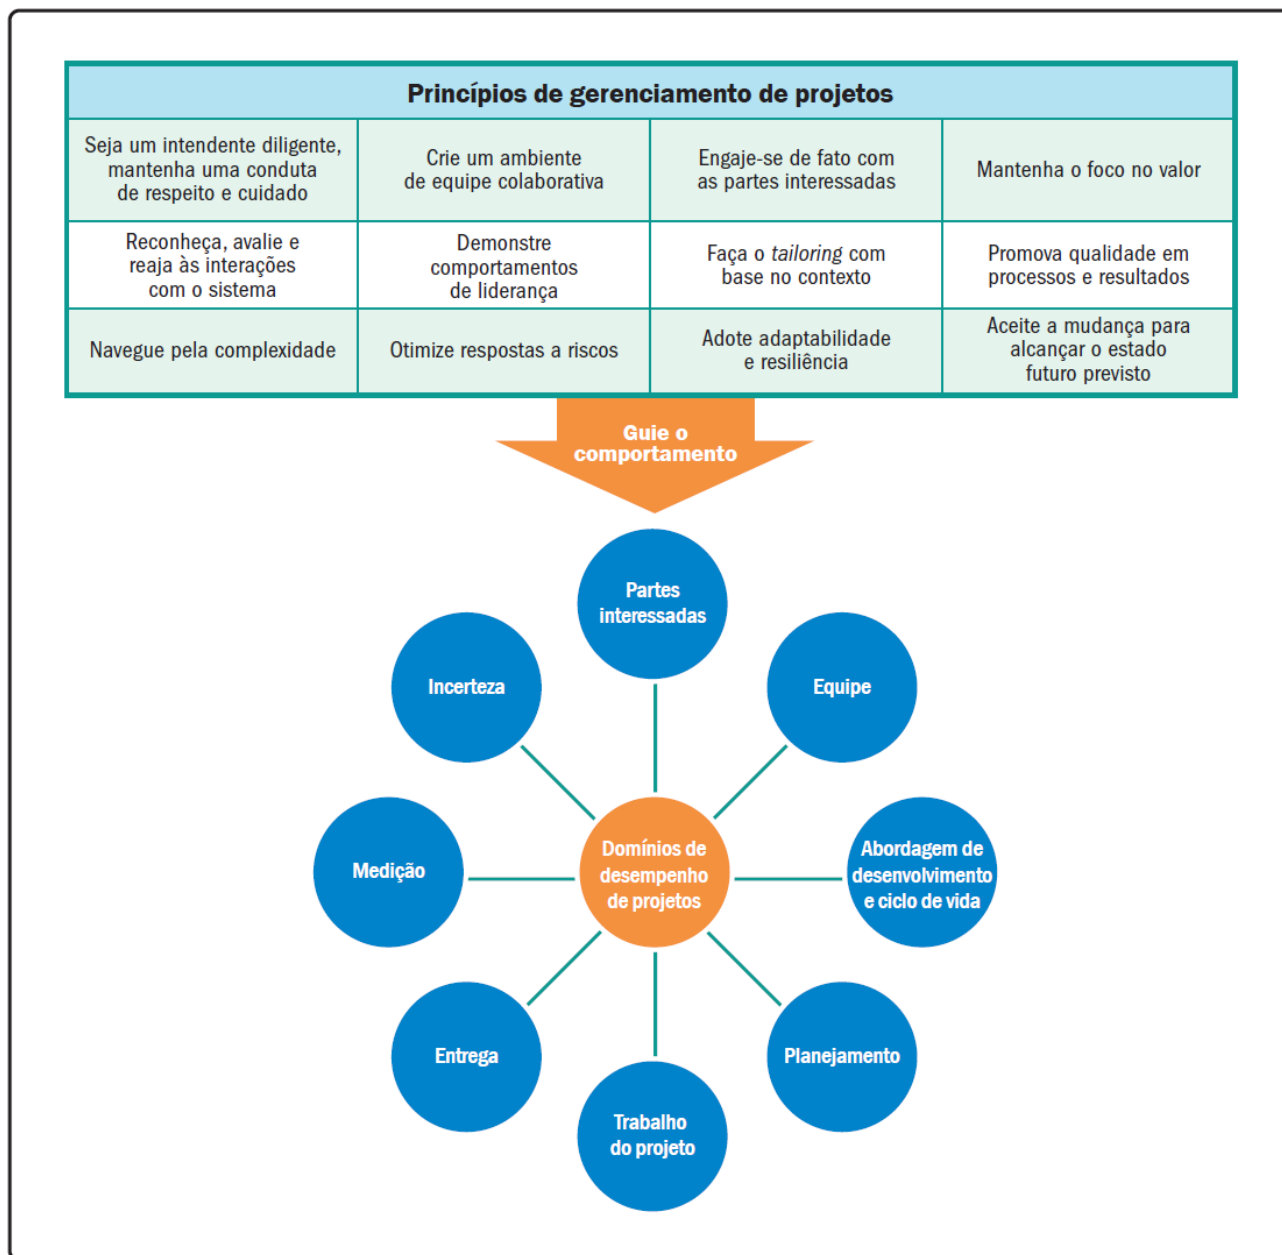 Princípios de gerenciamento de projetos
Seja um intendente diligente,
mantenha uma conduta
de respeito e cuidado
Crie um ambiente
de equipe colaborativa
Engaje-se de fato com
as partes interessadas
Mantenha o foco no valor
Reconheça, avalie e
reaja às interações
com o sistema
Demonstre
comportamentos
de liderança
Faça o tailoring com
base no contexto
Promova qualidade em
processos e resultados
Navegue pela complexidade
Otimize respostas a riscos
Adote adaptabilidade
e resiliência
Aceite a mudança para
alcançar o estado
futuro previsto
Guie o
comportamento
Partes
interessadas
Incerteza
Equipe
Medição
Domínios de
desempenho
de projetos
Abordagem de
desenvolvimento
e ciclo de vida
Entrega
Planejamento
Trabalho
do projeto